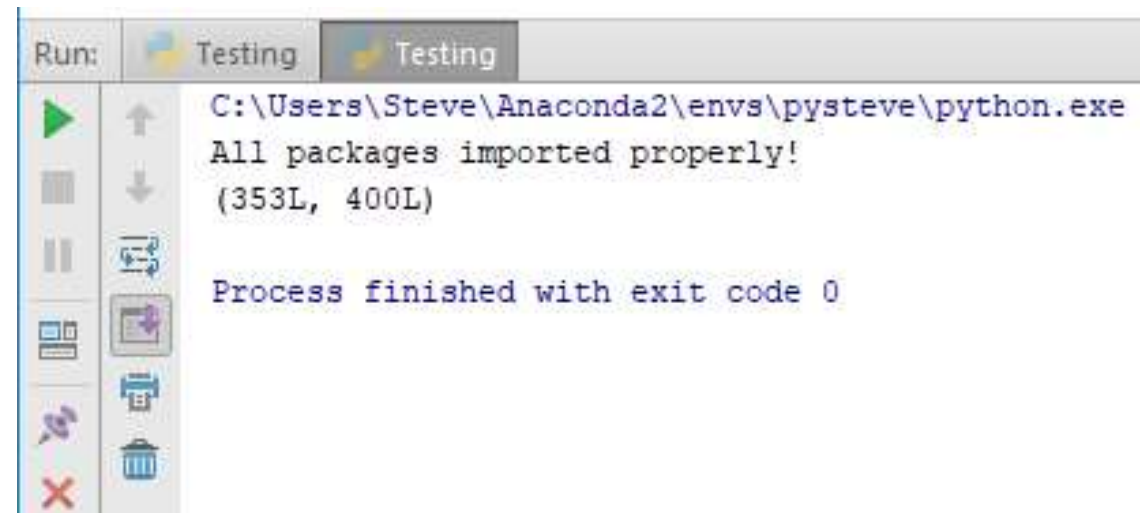 Run: Testing Testing
C:\Users\Steve\Anaconda2\envs\pysteve\python.exe
All packages imported properly!
(353L, 400L)
Process finished with exit code 0